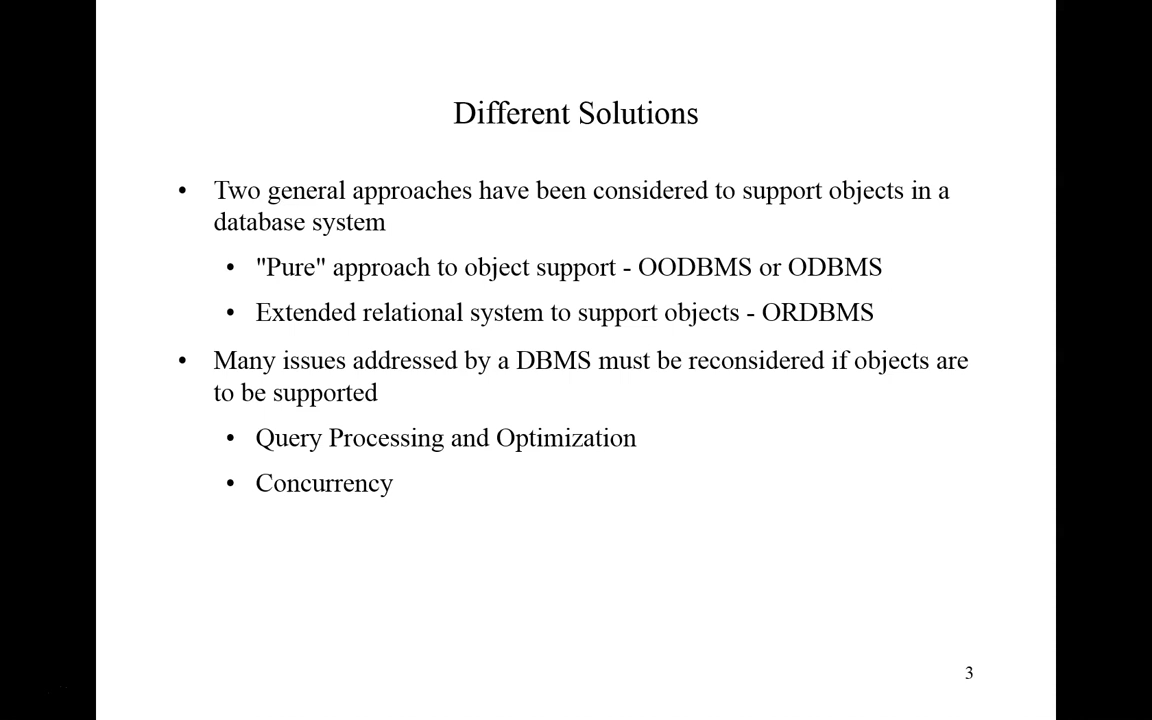 Different Solutions
• Two general approaches have been considered to support objects in a
database system
• "Pure" approach to object support - OODBMS or ODBMS
• Extended relational system to support objects - ORDBMS
• Many issues addressed by a DBMS must be reconsidered if objects are
to be supported
• Query Processing and Optimization
• Concurrency
3